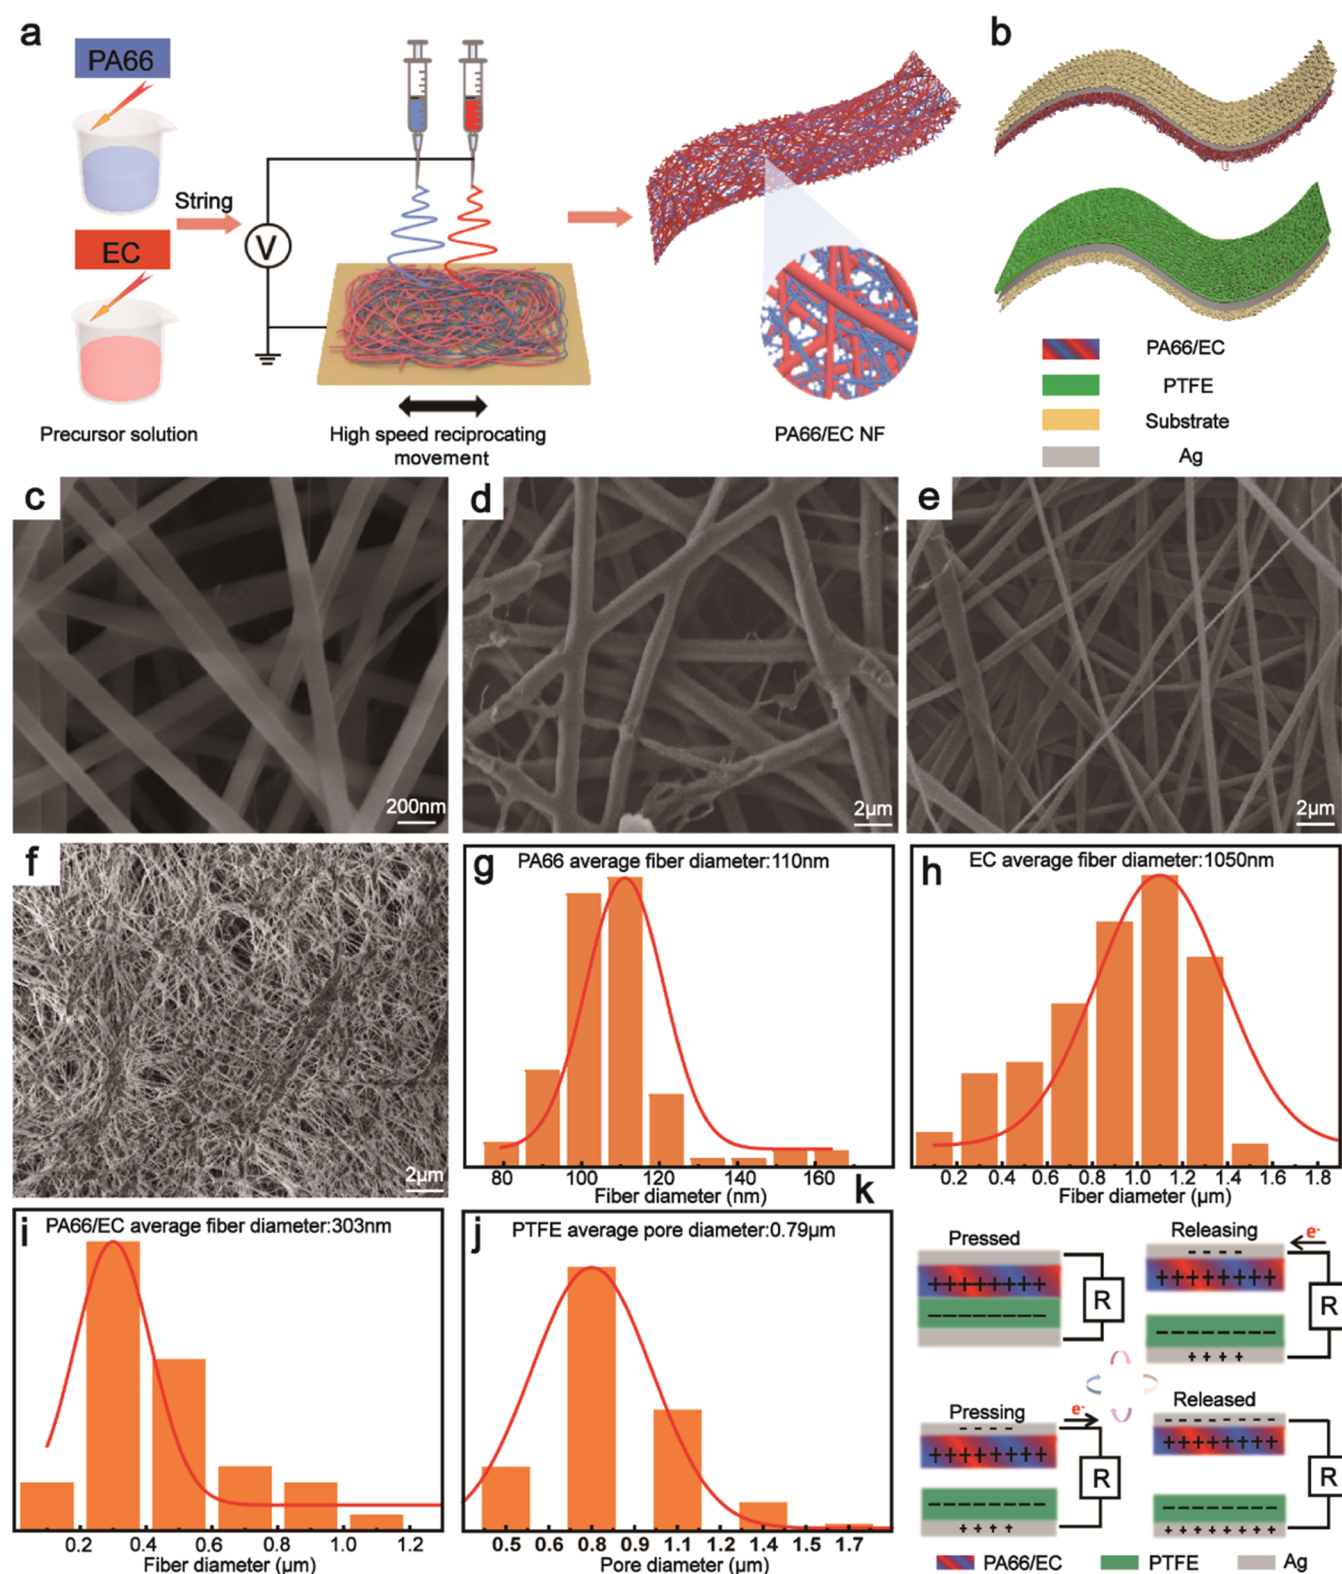 a
PA66
EC
Precursor solution
String
V
High speed reciprocating
movement
PA66/EC NF
b
PA66/EC
PTFE
Substrate
Ag
c
200nm
d
2μm
e
2μm
f
2μm
g
PA66 average fiber diameter:110nm
80 100 120 140 160
Fiber diameter (nm)
h
EC average fiber diameter:1050nm
0.2 0.4 0.6 0.8 1.0 1.2 1.4 1.6 1.8
Fiber diameter (μm)
i
PA66/EC average fiber diameter:303nm
0.2 0.4 0.6 0.8 1.0 1.2
Fiber diameter (μm)
j
PTFE average pore diameter:0.79μm
0.5 0.6 0.8 0.9 1.1 1.2 1.4 1.5 1.7
Pore diameter (μm)
k
Pressed
++++++++
––––––––
R
Releasing
e-
- - - -
++++++++
––––––––
++++
R
Pressing
e-
- - - -
++++++++
––––––––
++++
R
Released
- - - - - - - -
++++++++
––––––––
++++++++
R
PA66/EC
PTFE
Ag